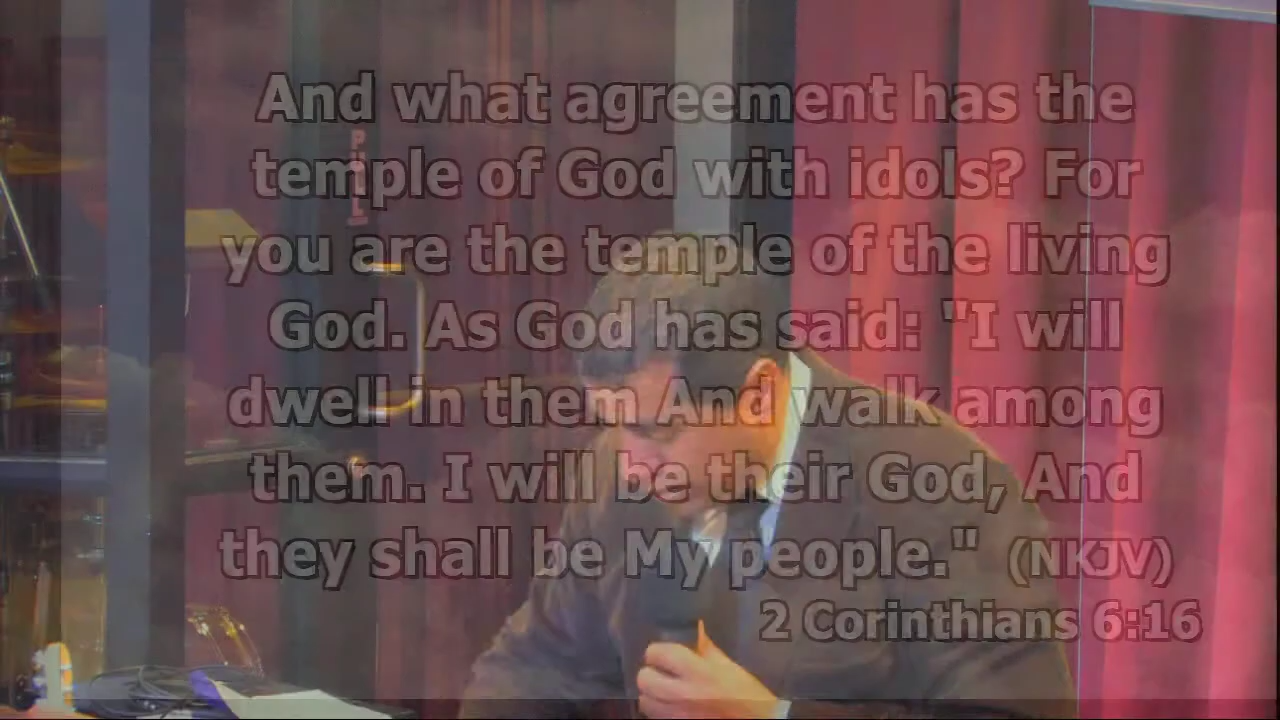 And what agreement has the
temple of God with idols? For
you are the temple of the living
God. As God has said: "I will
dwell in them And walk among
them. I will be their God, And
they shall be My people." (NKJV)
2 Corinthians 6:16
PULL